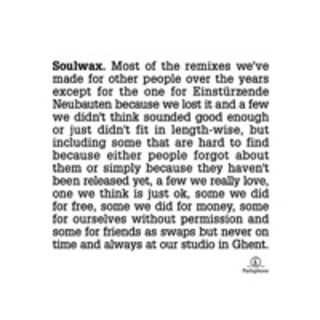 Soulwax. Most of the remixes we've
made for other people over the years
except for the one for Einstürzende
Neubauten because we lost it and a few
we didn't think sounded good enough
or just didn't fit in length-wise, but
including some that are hard to find
because either people forgot about
them or simply because they haven't
been released yet, a few we really love,
one we think is just ok, some we did
for free, some we did for money, some
for ourselves without permission and
some for friends as swaps but never on
time and always at our studio in Ghent.
Parlophone